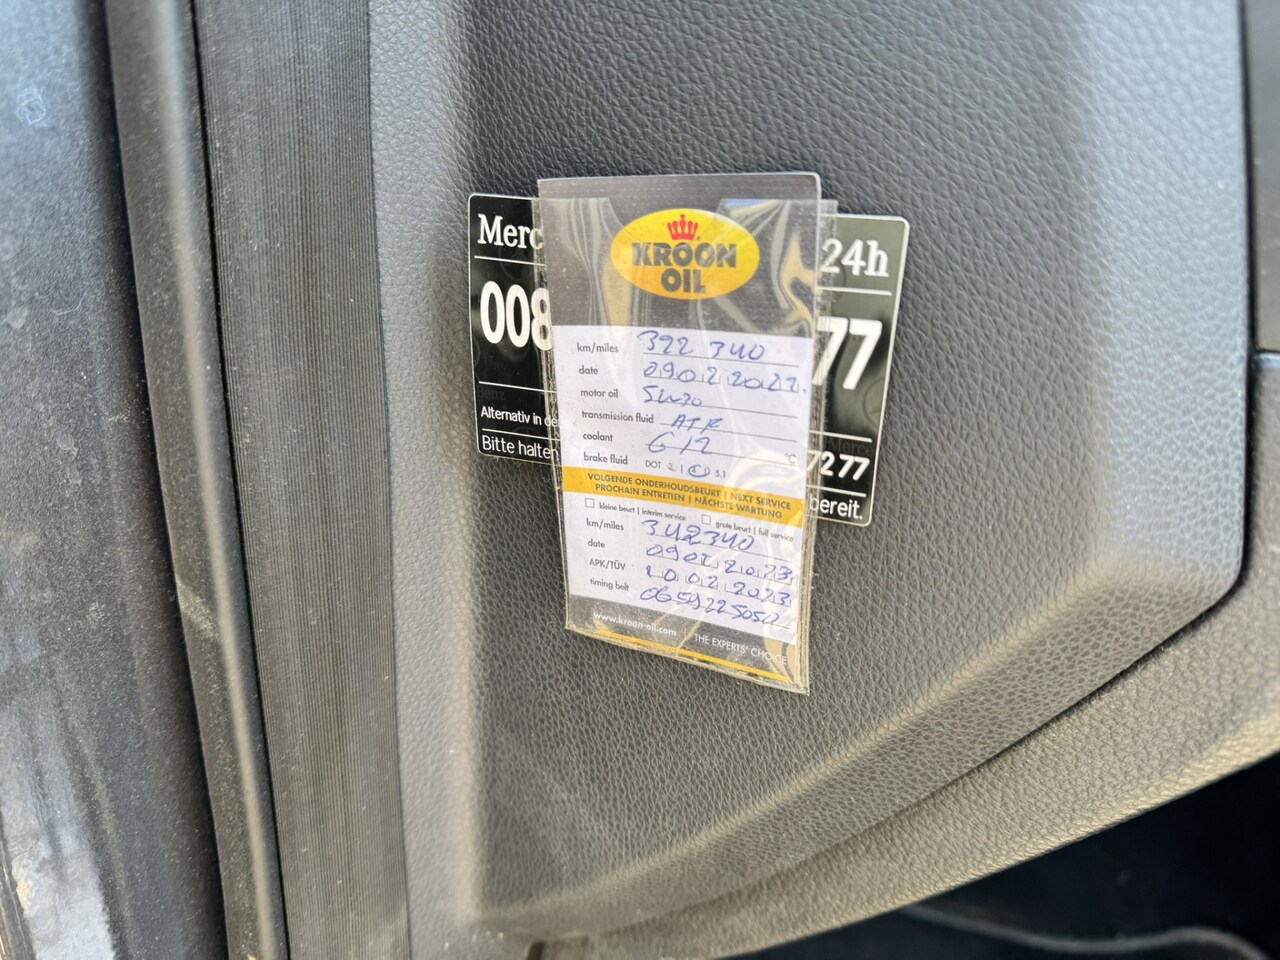 Merc
24h
008
77
Alternativ in de
Bitte halten
72 77
bereit.
KROON
OIL
km/miles 392 340
date 09 02 2022
motor oil 5w30
transmission fluid ATF
coolant G12 °C
brake fluid DOT 5.1
VOLGENDE ONDERHOUDSBEURT | NEXT SERVICE
PROCHAIN ENTRETIEN | NÄCHSTE WARTUNG
kleine beurt | interim service grote beurt | full service
km/miles 342340
date 09 02 2023
APK/TÜV 10 02 2023
timing belt 0659225050
www.kroon-oil.com | THE EXPERTS' CHOICE